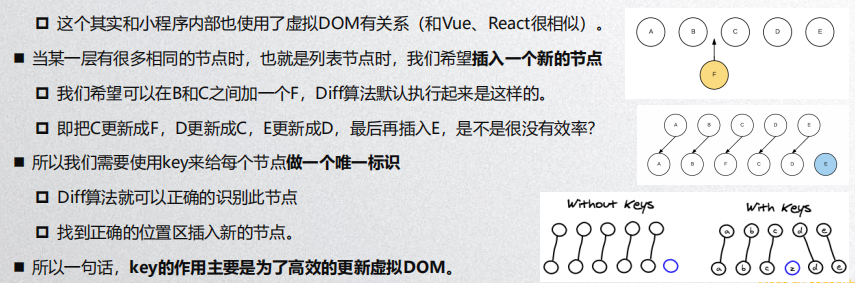 这个其实和小程序内部也使用了虚拟DOM有关系（和Vue、React很相似）。
当某一层有很多相同的节点时，也就是列表节点时，我们希望插入一个新的节点
我们希望可以在B和C之间加一个F，Diff算法默认执行起来是这样的。
即把C更新成F，D更新成C，E更新成D，最后再插入E，是不是很没有效率？
所以我们需要使用key来给每个节点做一个唯一标识
Diff算法就可以正确的识别此节点
找到正确的位置区插入新的节点。
所以一句话，key的作用主要是为了高效的更新虚拟DOM。
A B C D E
F
A B C D E
A B F C D E
Without Keys
With Keys
a b c d e
a b c z d e